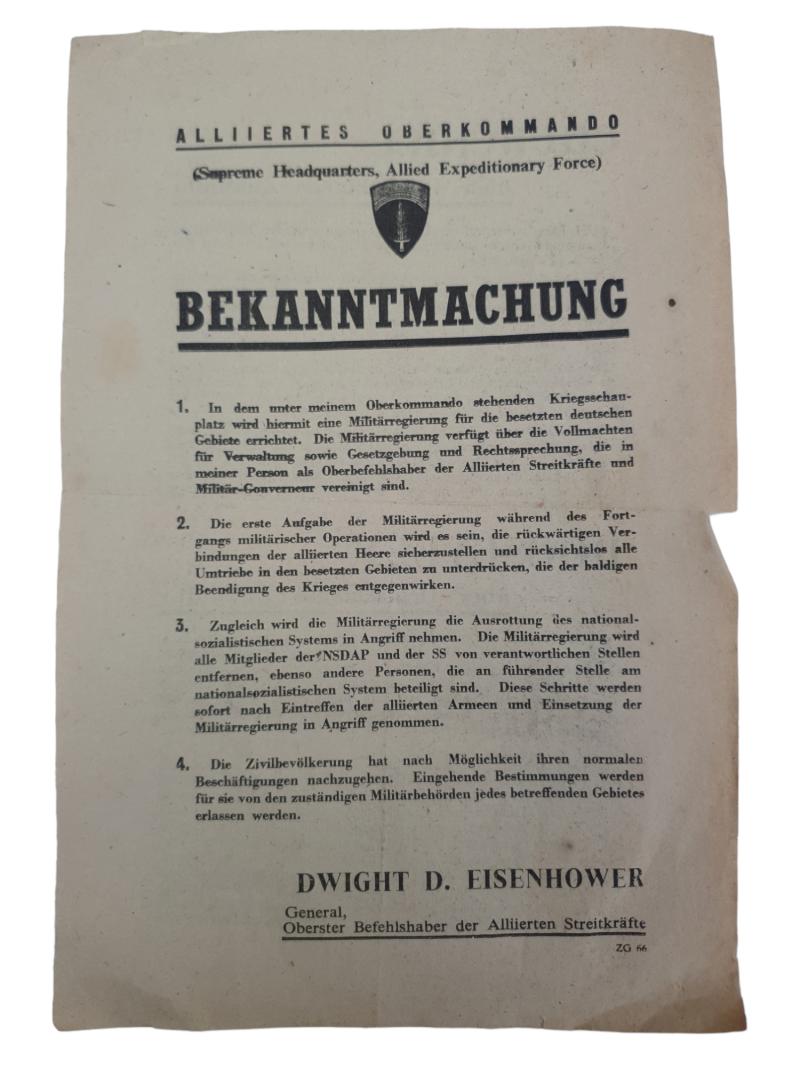 ALLIIERTES OBERKOMMANDO
(Supreme Headquarters, Allied Expeditionary Force)
BEKANNTMACHUNG
1. In dem unter meinem Oberkommando stehenden Kriegsschau-
platz wird hiermit eine Militärregierung für die besetzten deutschen
Gebiete errichtet. Die Militärregierung verfügt über die Vollmachten
für Verwaltung sowie Gesetzgebung und Rechtssprechung, die in
meiner Person als Oberbefehlshaber der Alliierten Streitkräfte und
Militär-Gouverneur vereinigt sind.
2. Die erste Aufgabe der Militärregierung während des Fort-
gangs militärischer Operationen wird es sein, die rückwärtigen Ver-
bindungen der alliierten Heere sicherzustellen und rücksichtslos alle
Umtriebe in den besetzten Gebieten zu unterdrücken, die der baldigen
Beendigung des Krieges entgegenwirken.
3. Zugleich wird die Militärregierung die Ausrottung des national-
sozialistischen Systems in Angriff nehmen. Die Militärregierung wird
alle Mitglieder der NSDAP und der SS von verantwortlichen Stellen
entfernen, ebenso andere Personen, die an führender Stelle am
nationalsozialistischen System beteiligt sind. Diese Schritte werden
sofort nach Eintreffen der alliierten Armeen und Einsetzung der
Militärregierung in Angriff genommen.
4. Die Zivilbevölkerung hat nach Möglichkeit ihren normalen
Beschäftigungen nachzugehen. Eingehende Bestimmungen werden
für sie von den zuständigen Militärbehörden jedes betreffenden Gebietes
erlassen werden.
DWIGHT D. EISENHOWER
General,
Oberster Befehlshaber der Alliierten Streitkräfte
ZG 66